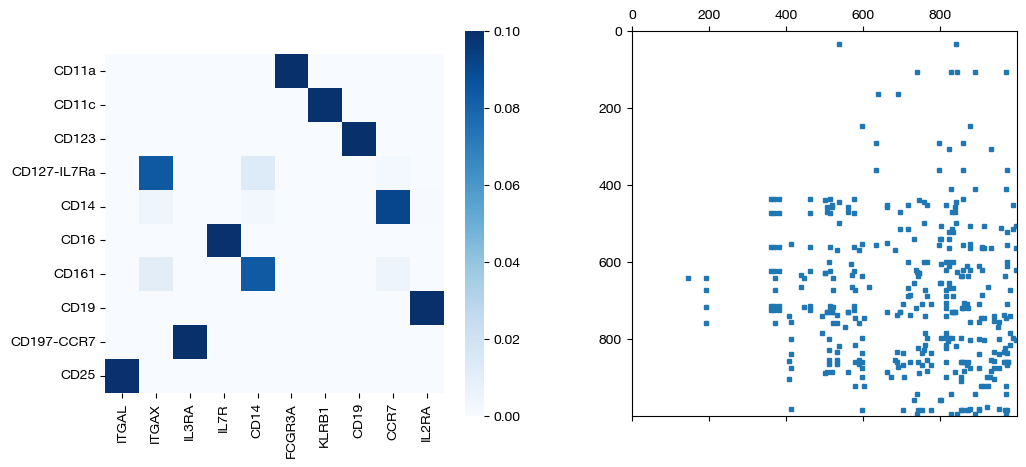 CD11a
CD11c
CD123
CD127-IL7Ra
CD14
CD16
CD161
CD19
CD197-CCR7
CD25
ITGAL
ITGAX
IL3RA
IL7R
CD14
FCGR3A
KLRB1
CD19
CCR7
IL2RA
0.10
0.08
0.06
0.04
0.02
0.00
0 200 400 600 800
0
200
400
600
800